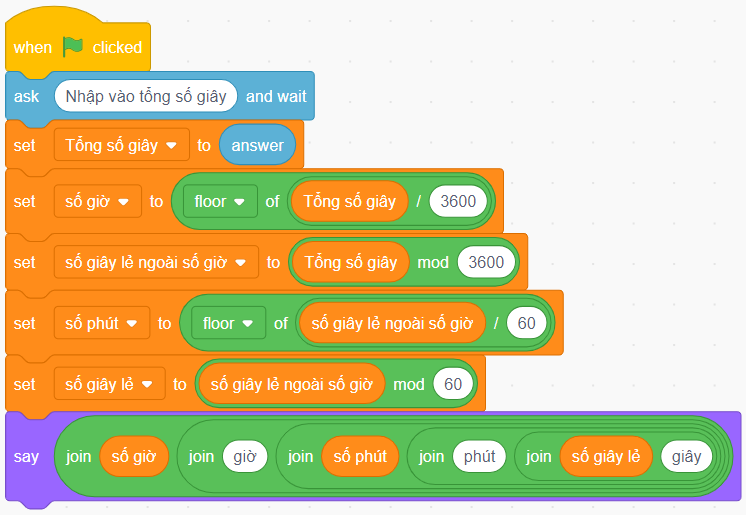 when clicked
ask Nhập vào tổng số giây and wait
set Tổng số giây to answer
set số giờ to floor of Tổng số giây / 3600
set số giây lẻ ngoài số giờ to Tổng số giây mod 3600
set số phút to floor of số giây lẻ ngoài số giờ / 60
set số giây lẻ to số giây lẻ ngoài số giờ mod 60
say join số giờ join giờ join số phút join phút join số giây lẻ giây